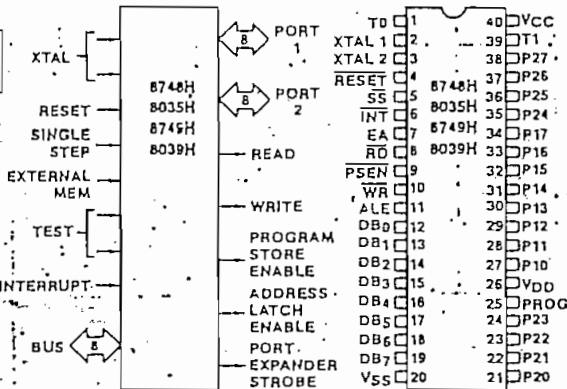 XTAL
RESET
SINGLE
STEP
EXTERNAL
MEM
TEST
INTERRUPT
BUS
8
8748H
8035H
8749H
8039H
8
PORT
1
8
PORT
2
READ
WRITE
PROGRAM
STORE
ENABLE
ADDRESS
LATCH
ENABLE
PORT
EXPANDER
STROBE
T0 1
XTAL 1 2
XTAL 2 3
RESET 4
SS 5
INT 6
EA 7
RD 8
PSEN 9
WR 10
ALE 11
DB0 12
DB1 13
DB2 14
DB3 15
DB4 16
DB5 17
DB6 18
DB7 19
VSS 20
8748H
8035H
8749H
8039H
40 VCC
39 T1
38 P27
37 P26
36 P25
35 P24
34 P17
33 P16
32 P15
31 P14
30 P13
29 P12
28 P11
27 P10
26 VDD
25 PROG
24 P23
23 P22
22 P21
21 P20